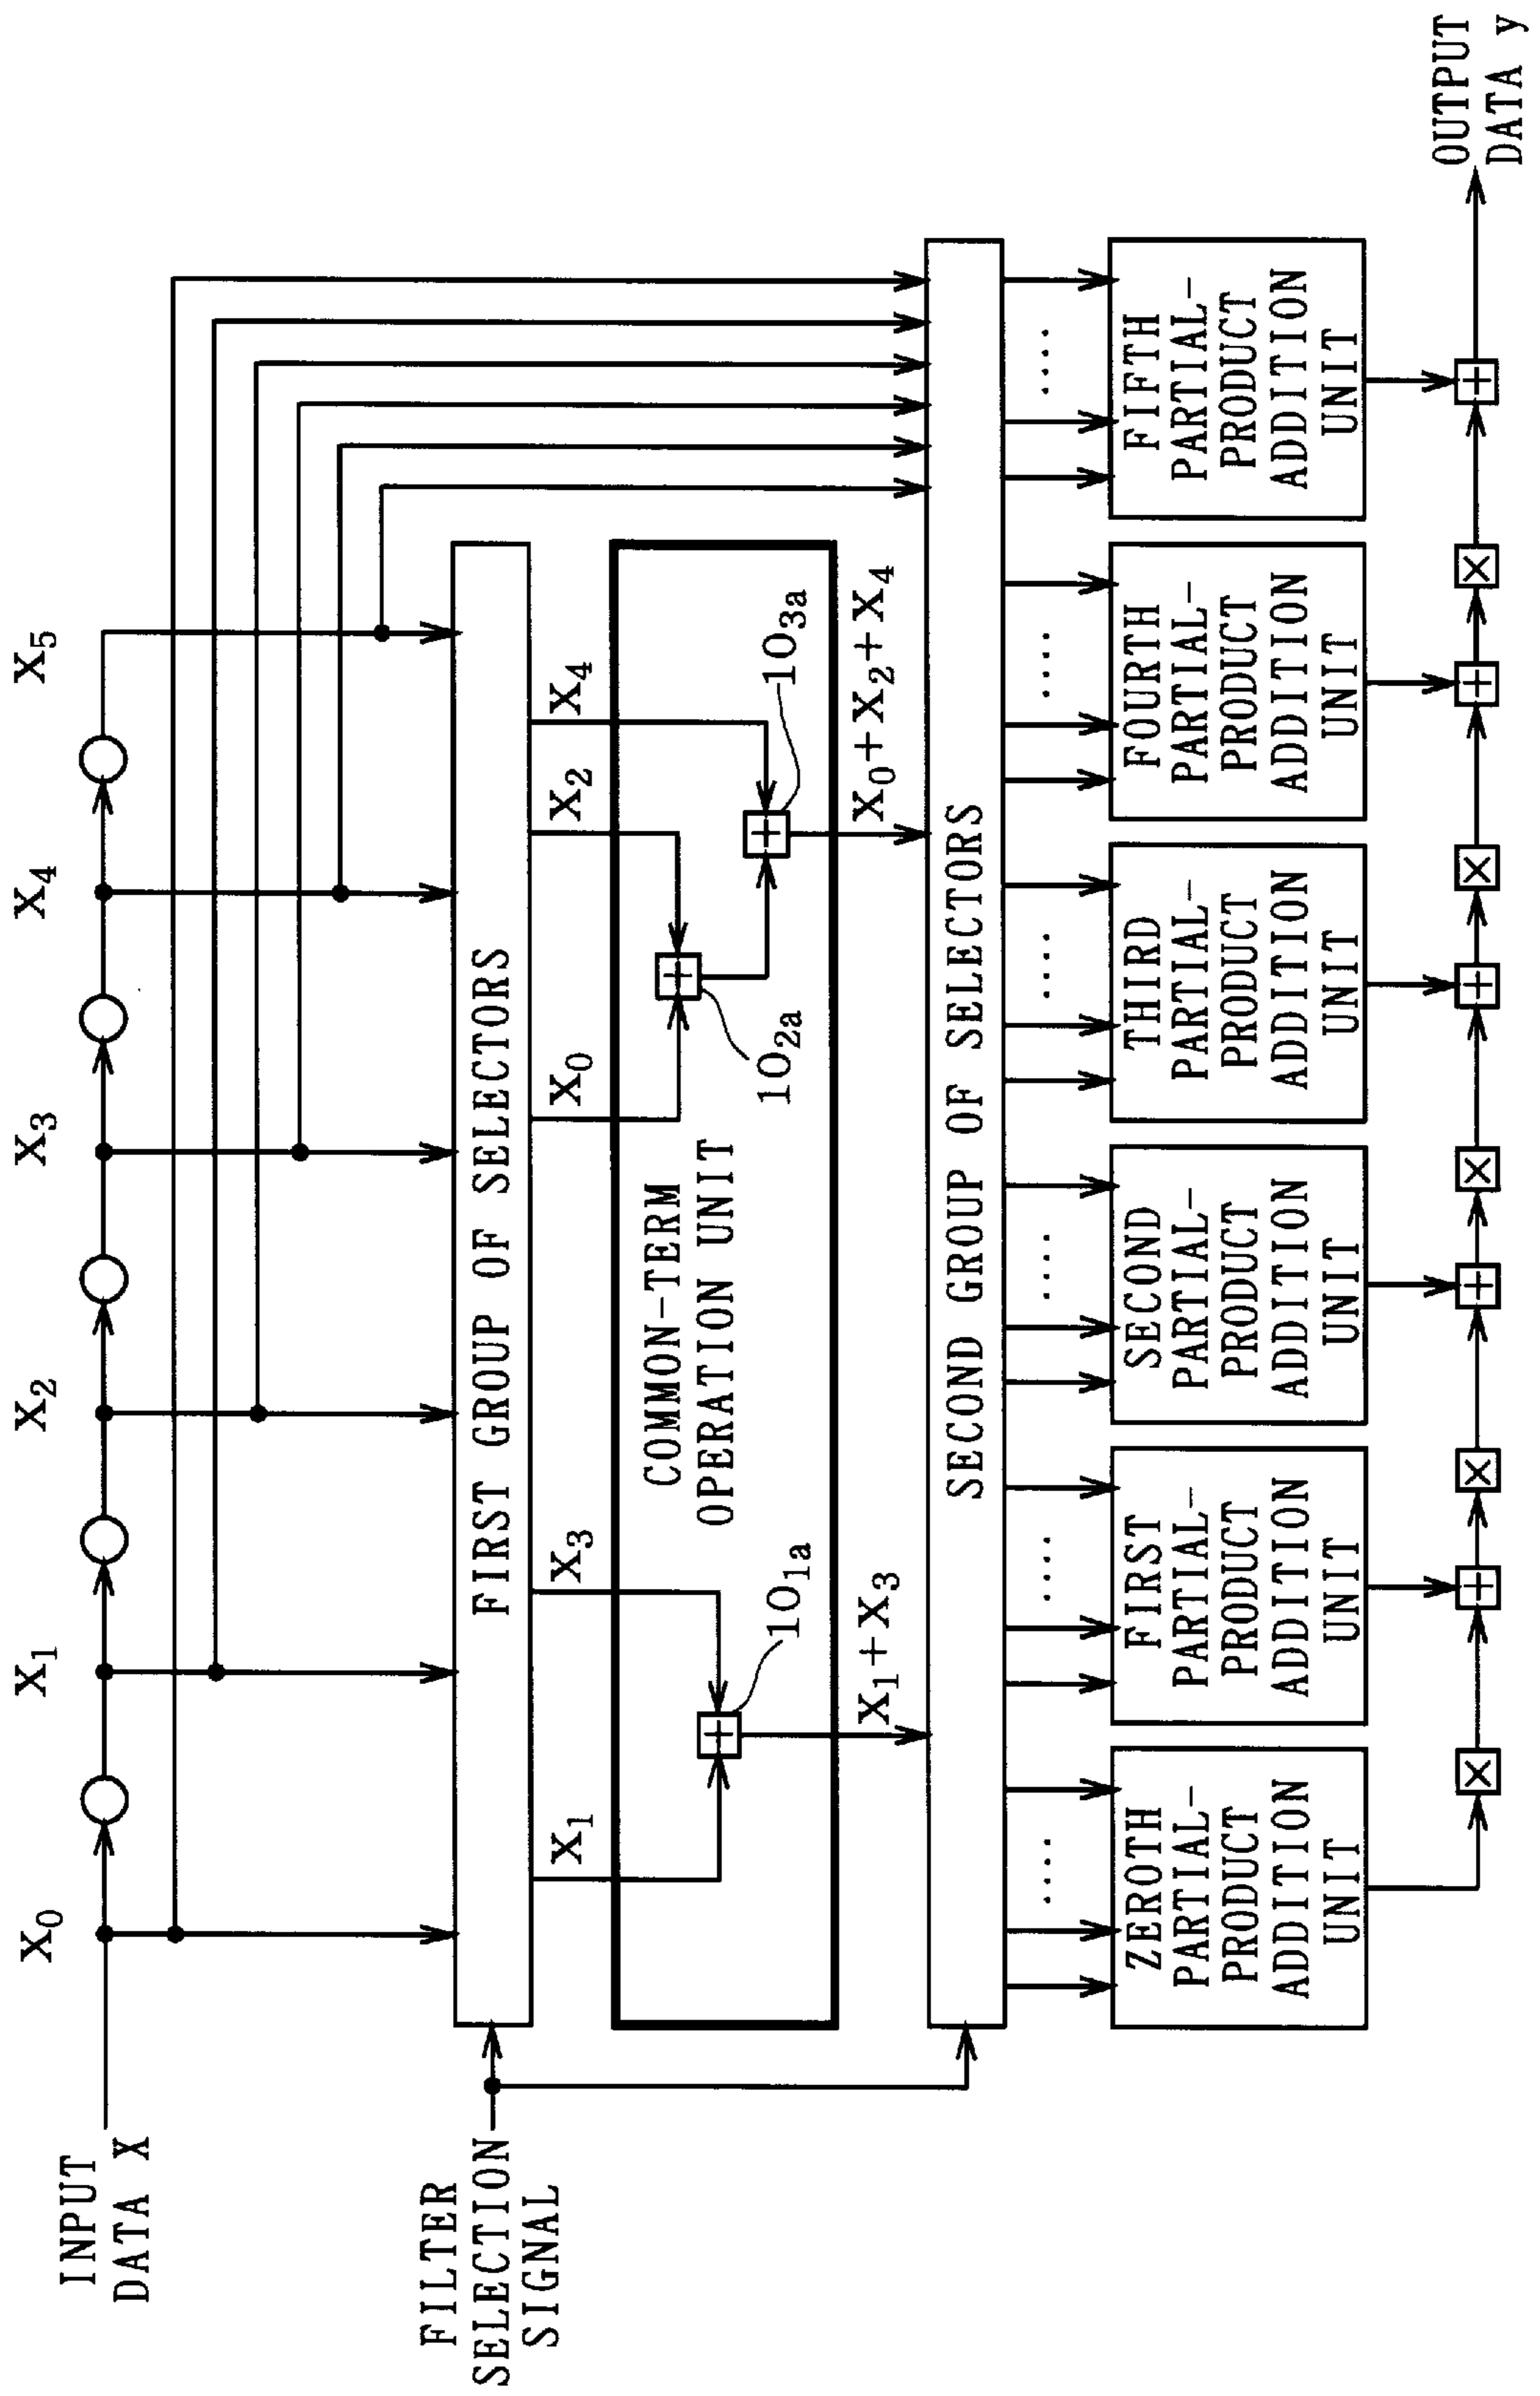 INPUT
DATA X
X0
X1
X2
X3
X4
X5
FILTER
SELECTION
SIGNAL
FIRST GROUP OF SELECTORS
X1
X3
X0
X2
X4
COMMON-TERM
OPERATION UNIT
101a
102a
103a
X1+X3
X0+X2+X4
SECOND GROUP OF SELECTORS
ZEROTH
PARTIAL-
PRODUCT
ADDITION
UNIT
FIRST
PARTIAL-
PRODUCT
ADDITION
UNIT
SECOND
PARTIAL-
PRODUCT
ADDITION
UNIT
THIRD
PARTIAL-
PRODUCT
ADDITION
UNIT
FOURTH
PARTIAL-
PRODUCT
ADDITION
UNIT
FIFTH
PARTIAL-
PRODUCT
ADDITION
UNIT
OUTPUT
DATA y